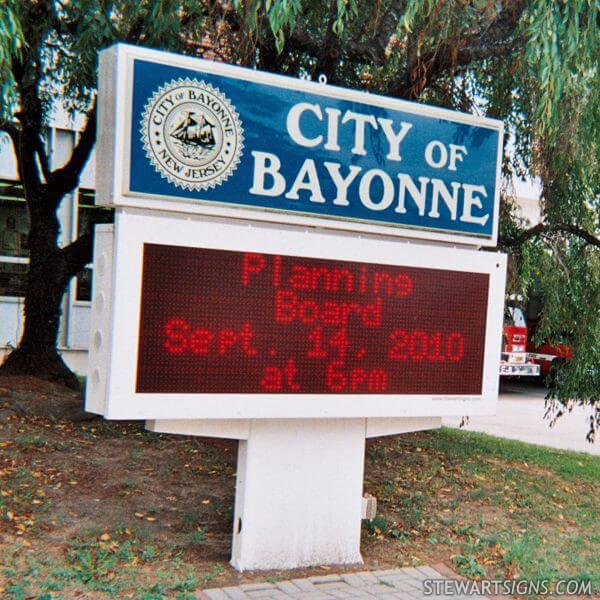 CITY OF BAYONNE
NEW JERSEY
CITY OF
BAYONNE
Planning
Board
Sept. 14, 2010
at 6pm
STEWARTSIGNS.COM